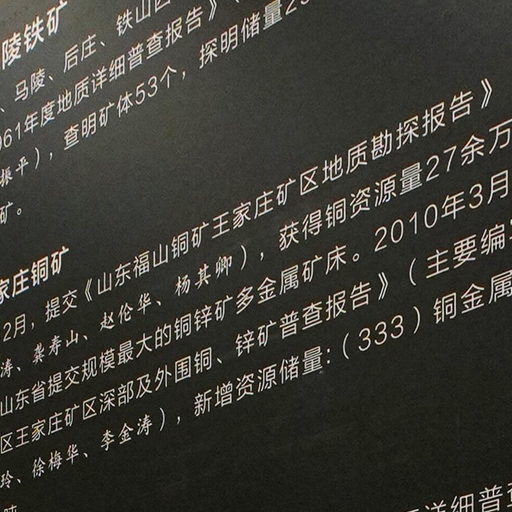 陵铁矿
、马陵、后庄、铁山
961年度地质详细普查报告》
振平），查明矿体53个，探明储量2
矿。
家庄铜矿
2月，提交《山东福山铜矿王家庄矿区地质勘探报告》
涛、龚寿山、赵伦华、杨其卿），获得铜资源量27余万
山东省提交规模最大的铜锌矿多金属矿床。2010年3月
区王家庄矿区深部及外围铜、锌矿普查报告》（主要编
玲、徐梅华、李金涛），新增资源储量：（333）铜金属
详细普查